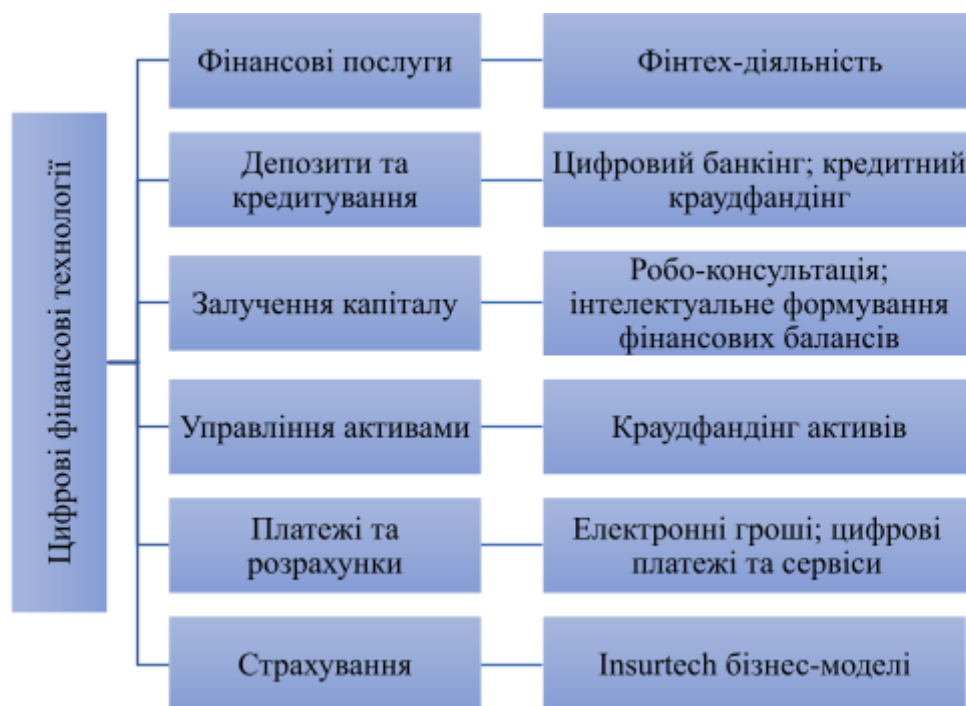 Цифрові фінансові технології
Фінансові послуги
Фінтех-діяльність
Депозити та
кредитування
Цифровий банкінг; кредитний
краудфандінг
Залучення капіталу
Робо-консультація;
інтелектуальне формування
фінансових балансів
Управління активами
Краудфандінг активів
Платежі та
розрахунки
Електронні гроші; цифрові
платежі та сервіси
Страхування
Insurtech бізнес-моделі